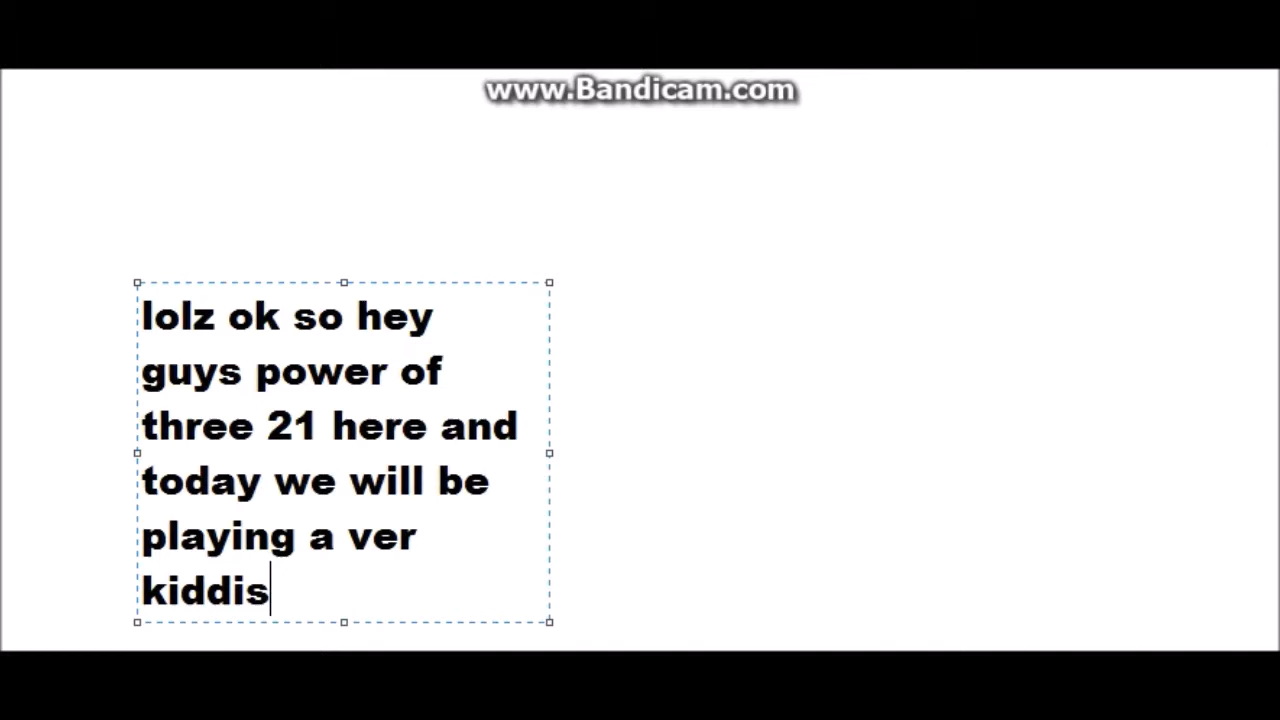 www.Bandicam.com
lolz ok so hey
guys power of
three 21 here and
today we will be
playing a ver
kiddis